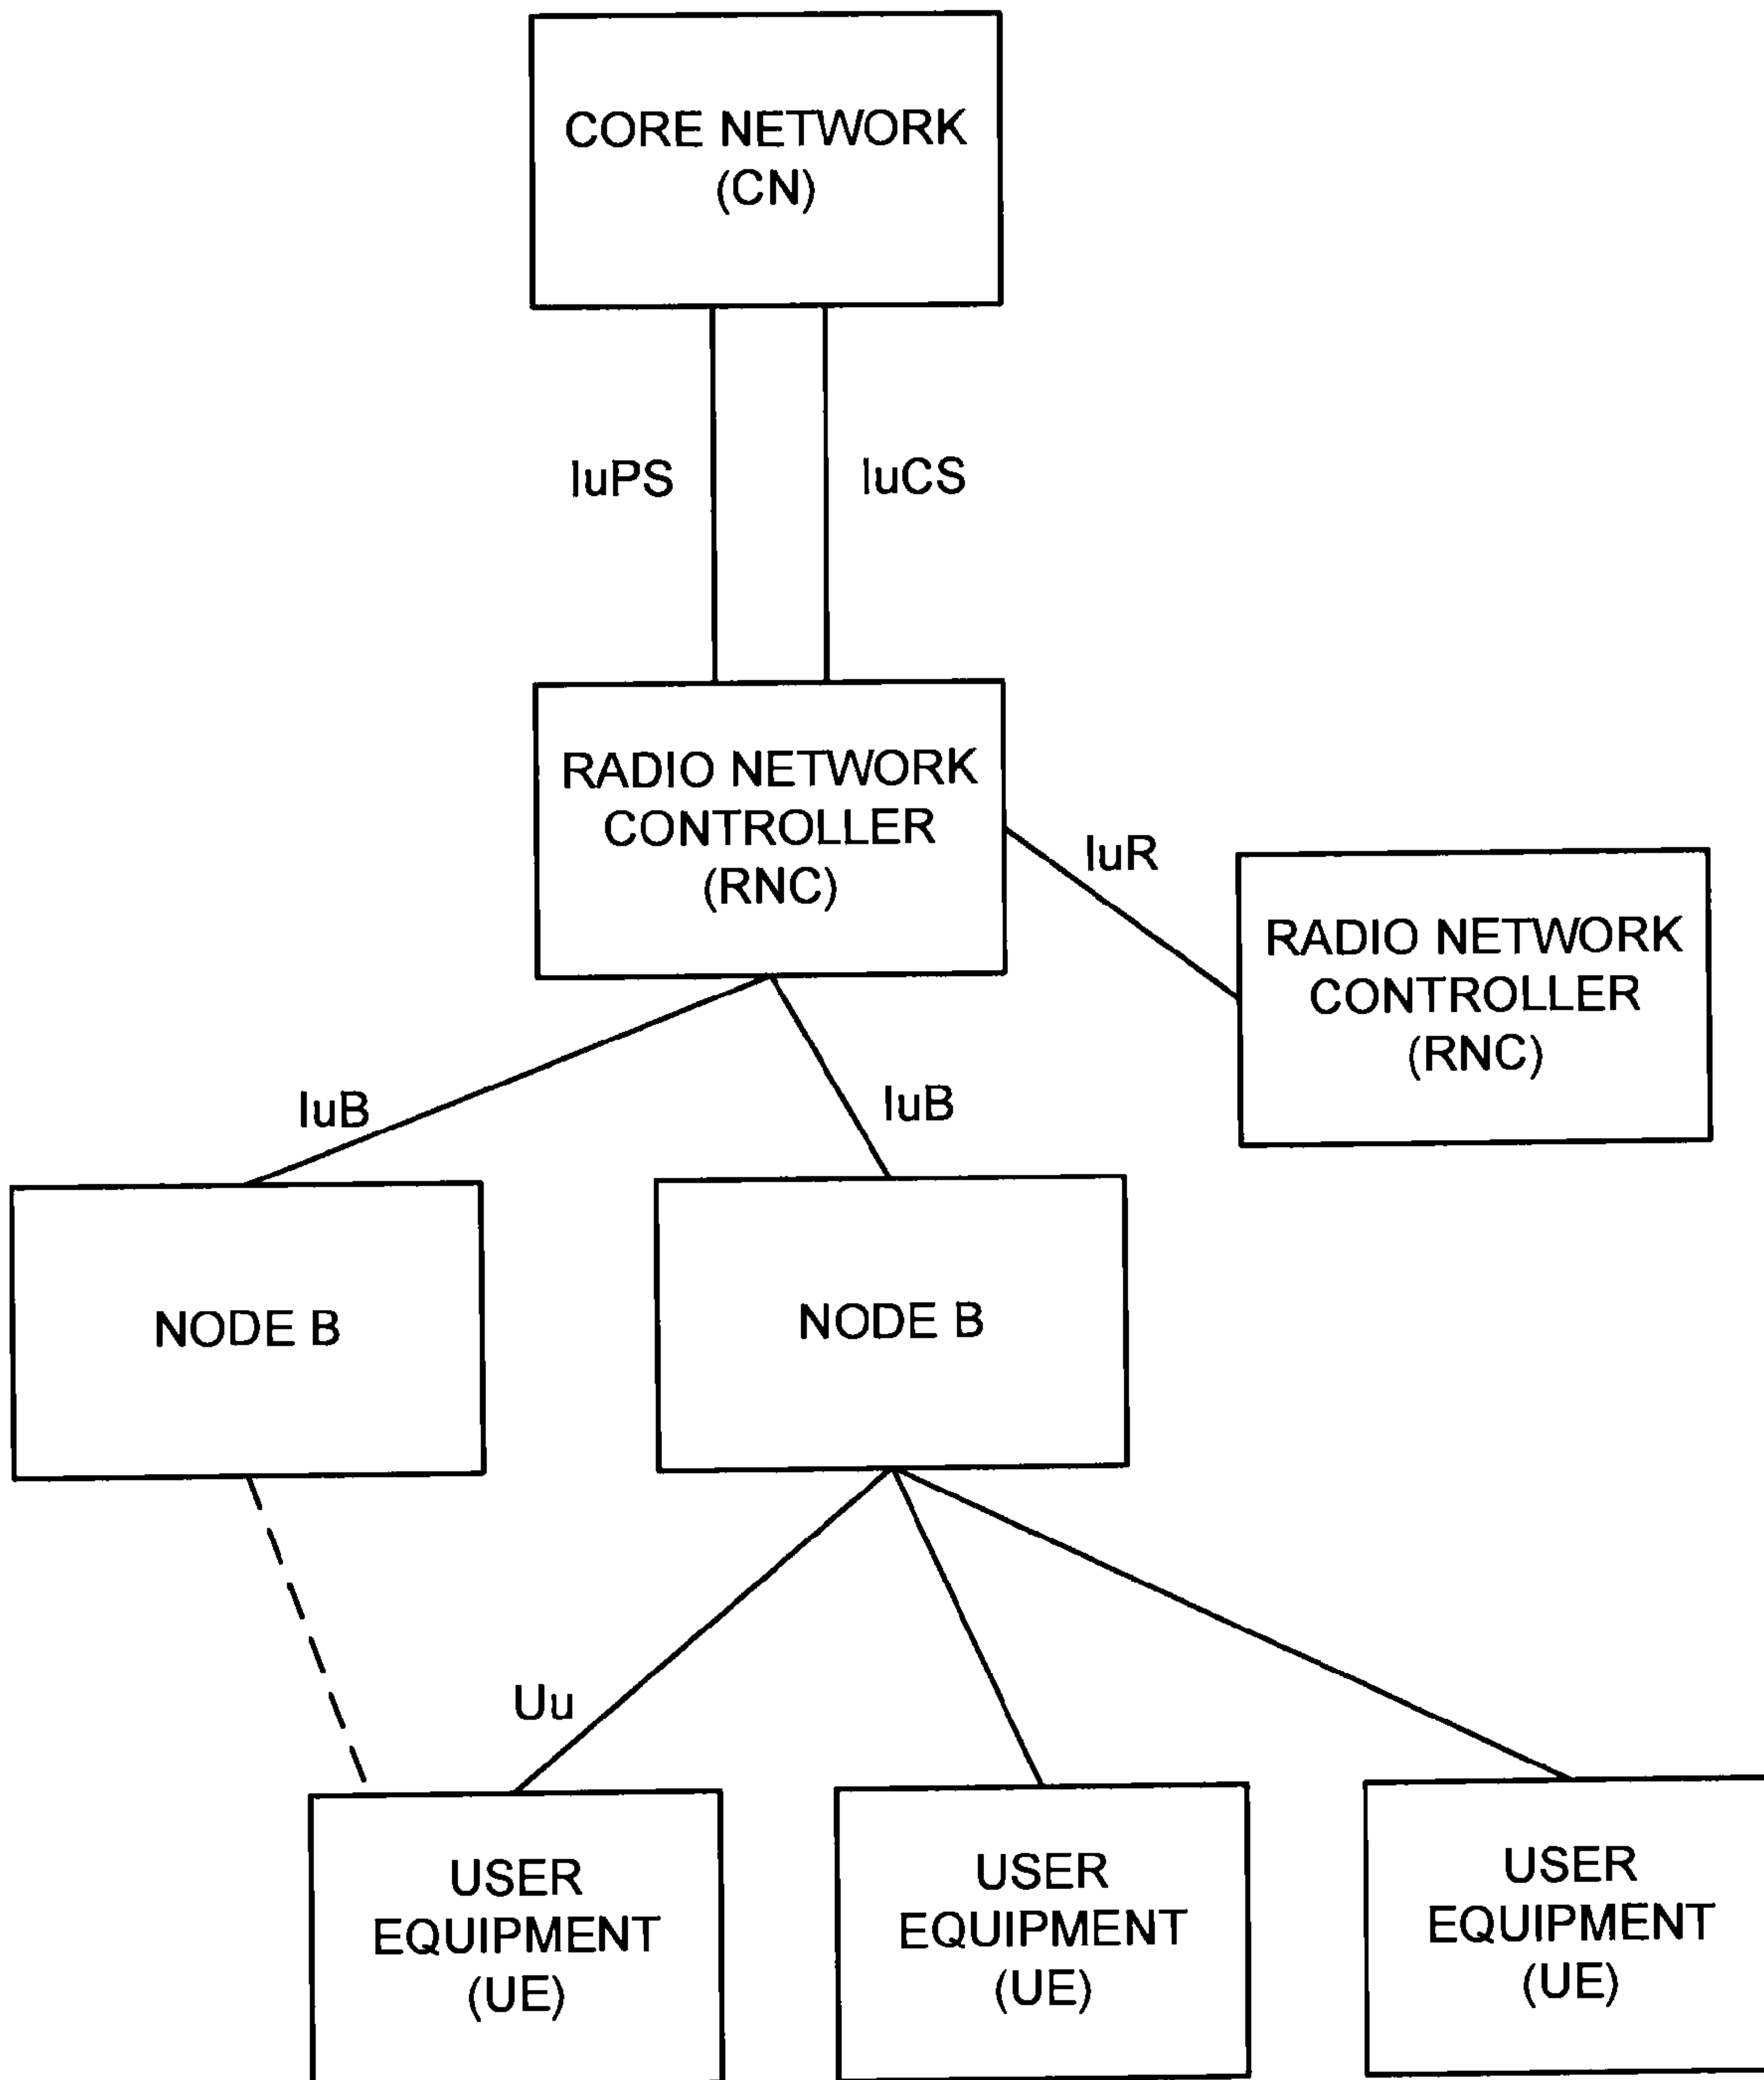 CORE NETWORK
(CN)
IuPS
IuCS
RADIO NETWORK
CONTROLLER
(RNC)
IuR
RADIO NETWORK
CONTROLLER
(RNC)
IuB
IuB
NODE B
NODE B
Uu
USER
EQUIPMENT
(UE)
USER
EQUIPMENT
(UE)
USER
EQUIPMENT
(UE)